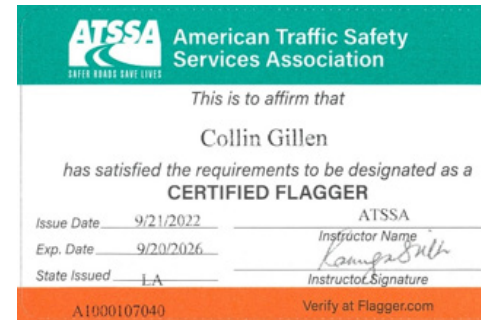 ATSSA
SAFER ROADS SAVE LIVES
American Traffic Safety
Services Association
This is to affirm that
Collin Gillen
has satisfied the requirements to be designated as a
CERTIFIED FLAGGER
Issue Date 9/21/2022
ATSSA
Instructor Name
Exp. Date 9/20/2026
State Issued LA
Instructor Signature
A1000107040
Verify at Flagger.com